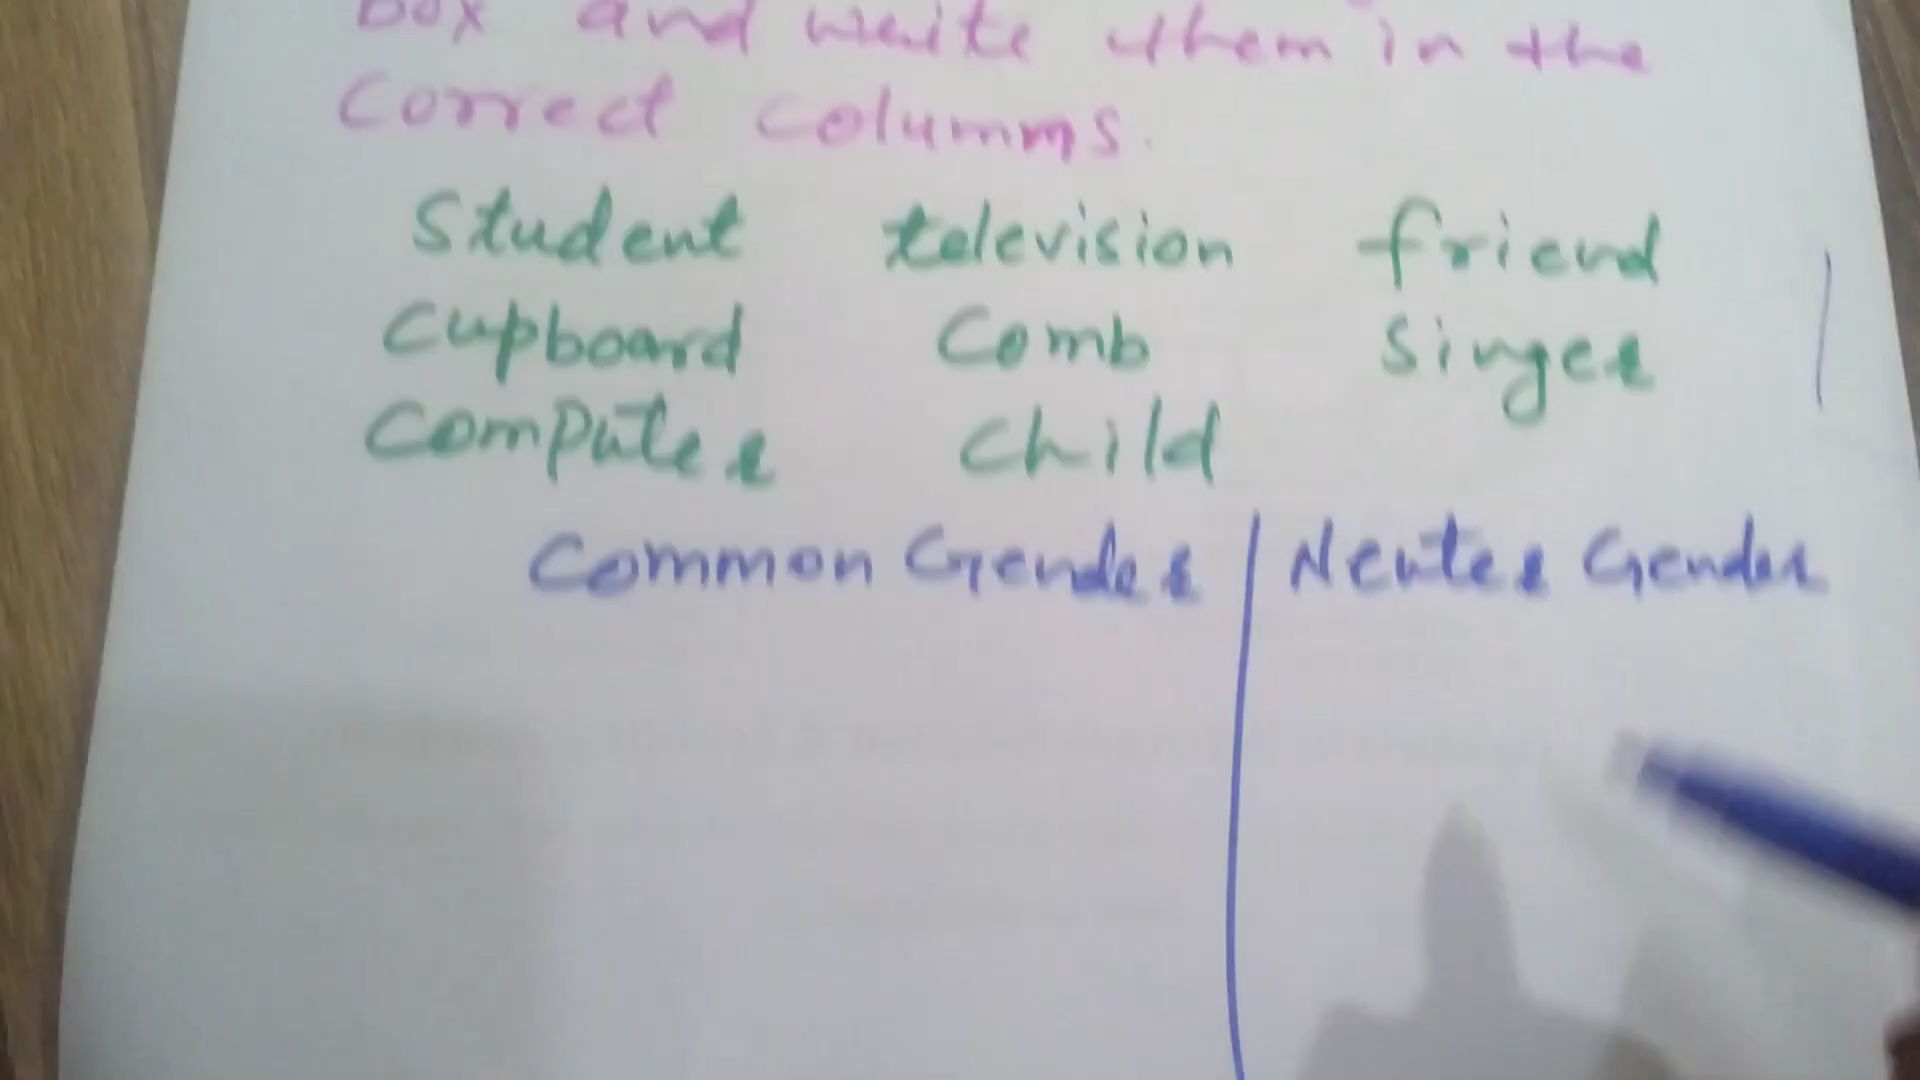 Box and write them in the
Correct columms.
Student television friend
Cupboard Comb Singer
Computer Child
Common Gender Neuter Gender